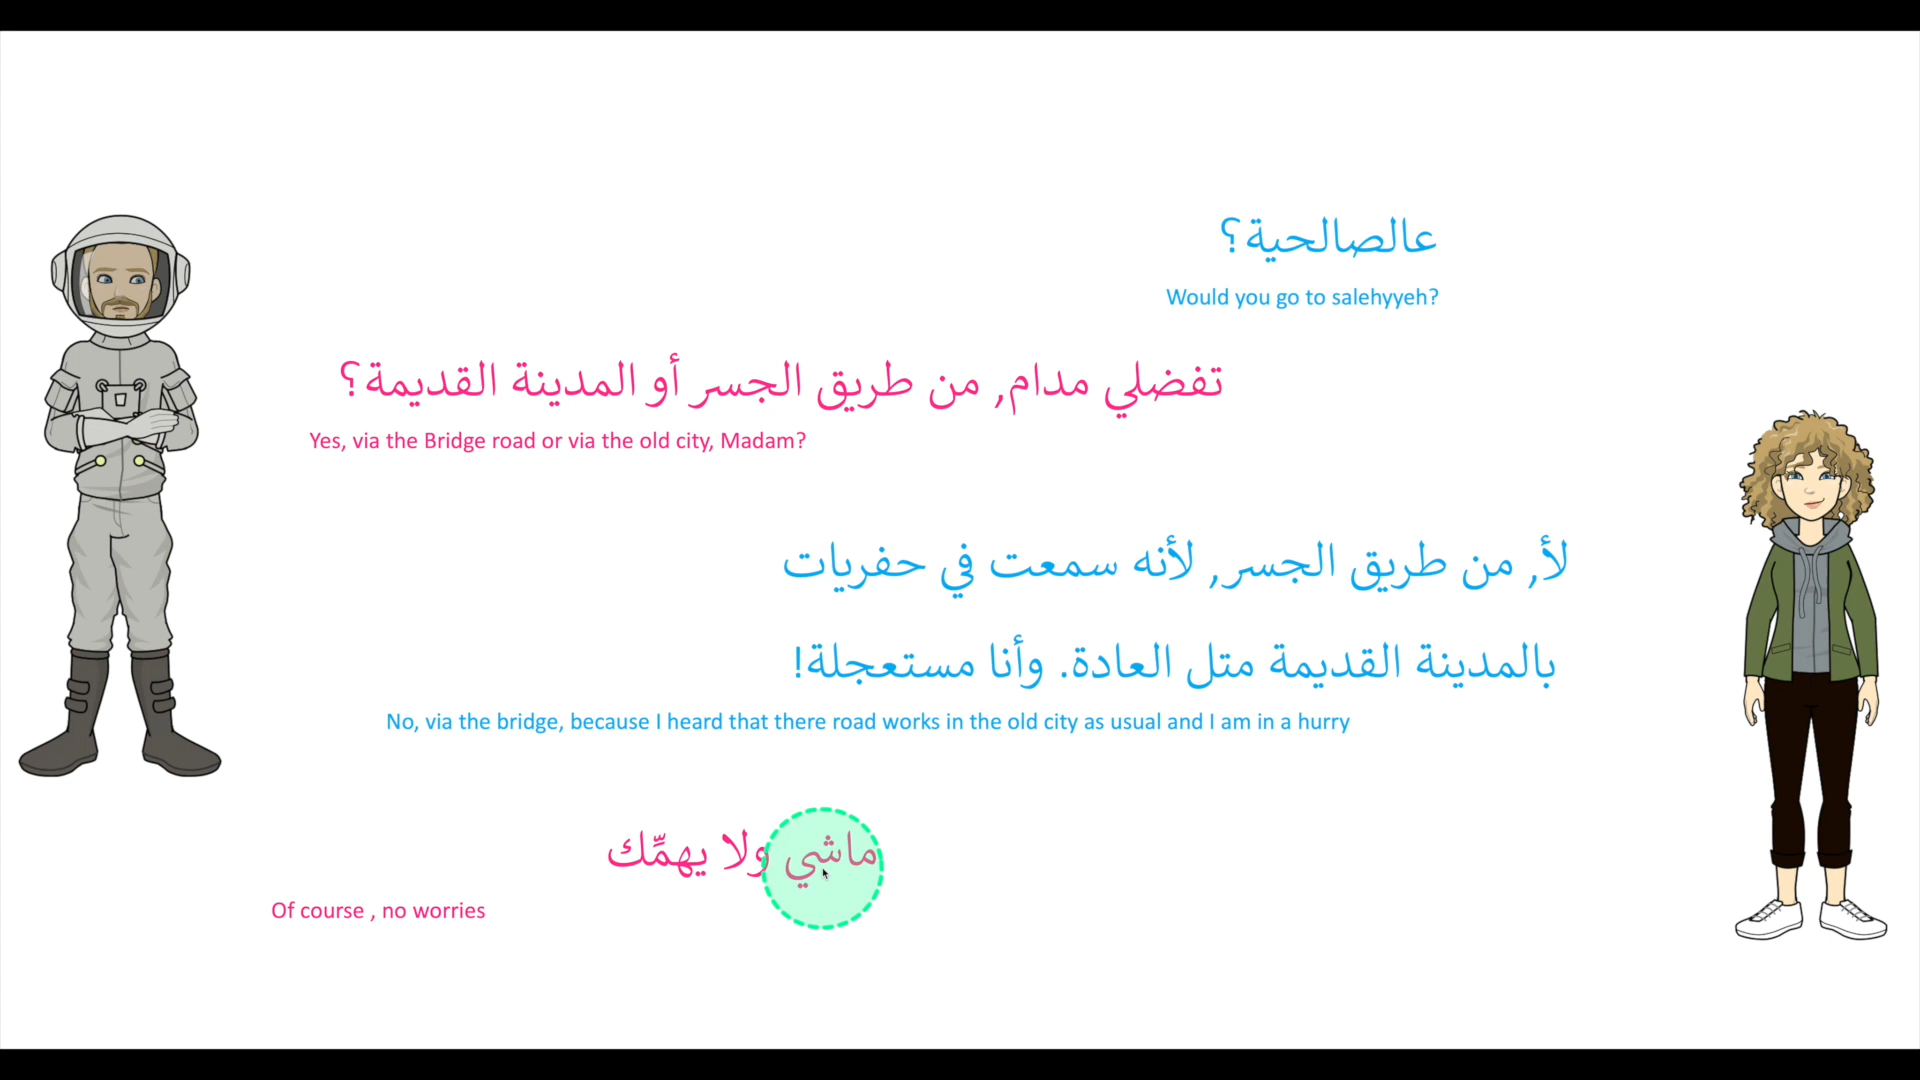 عالصالحية؟
Would you go to salehyyeh?
تفضلي مدام, من طريق الجسر أو المدينة القديمة؟
Yes, via the Bridge road or via the old city, Madam?
لأ, من طريق الجسر, لأنه سمعت في حفريات
بالمدينة القديمة متل العادة. وأنا مستعجلة!
No, via the bridge, because I heard that there road works in the old city as usual and I am in a hurry
ماشي ولا يهمِّك
Of course , no worries